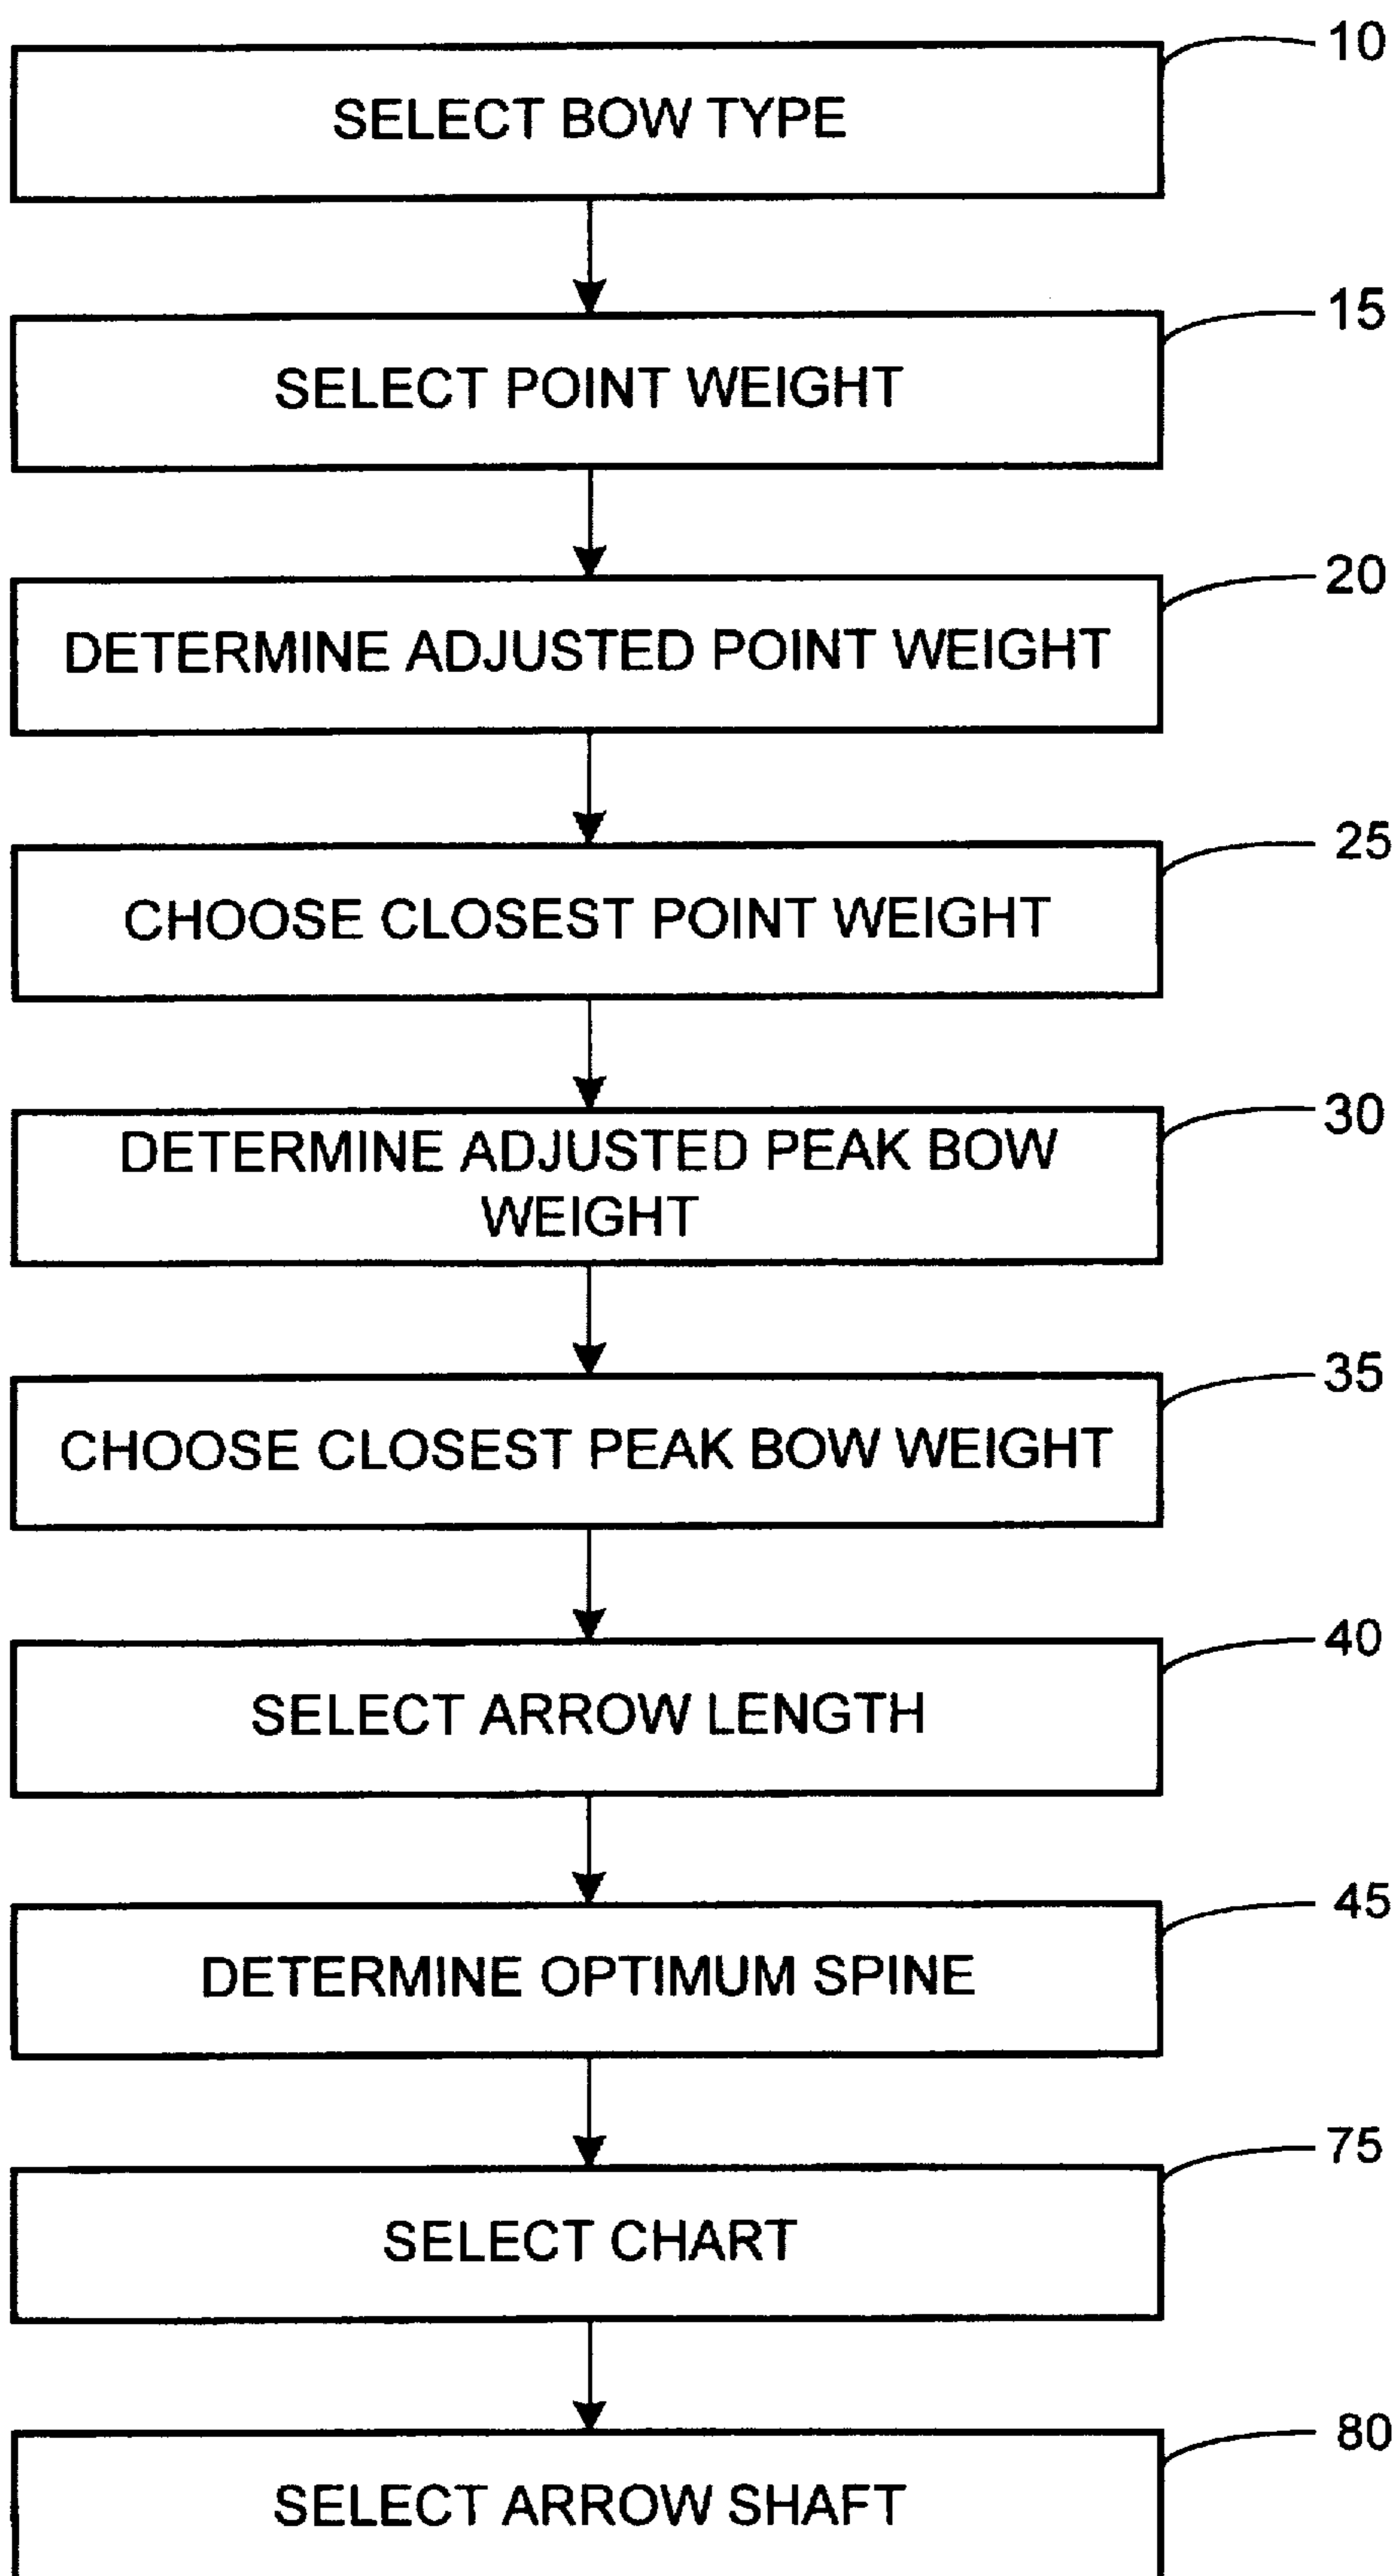 10
SELECT BOW TYPE
15
SELECT POINT WEIGHT
20
DETERMINE ADJUSTED POINT WEIGHT
25
CHOOSE CLOSEST POINT WEIGHT
30
DETERMINE ADJUSTED PEAK BOW
WEIGHT
35
CHOOSE CLOSEST PEAK BOW WEIGHT
40
SELECT ARROW LENGTH
45
DETERMINE OPTIMUM SPINE
75
SELECT CHART
80
SELECT ARROW SHAFT